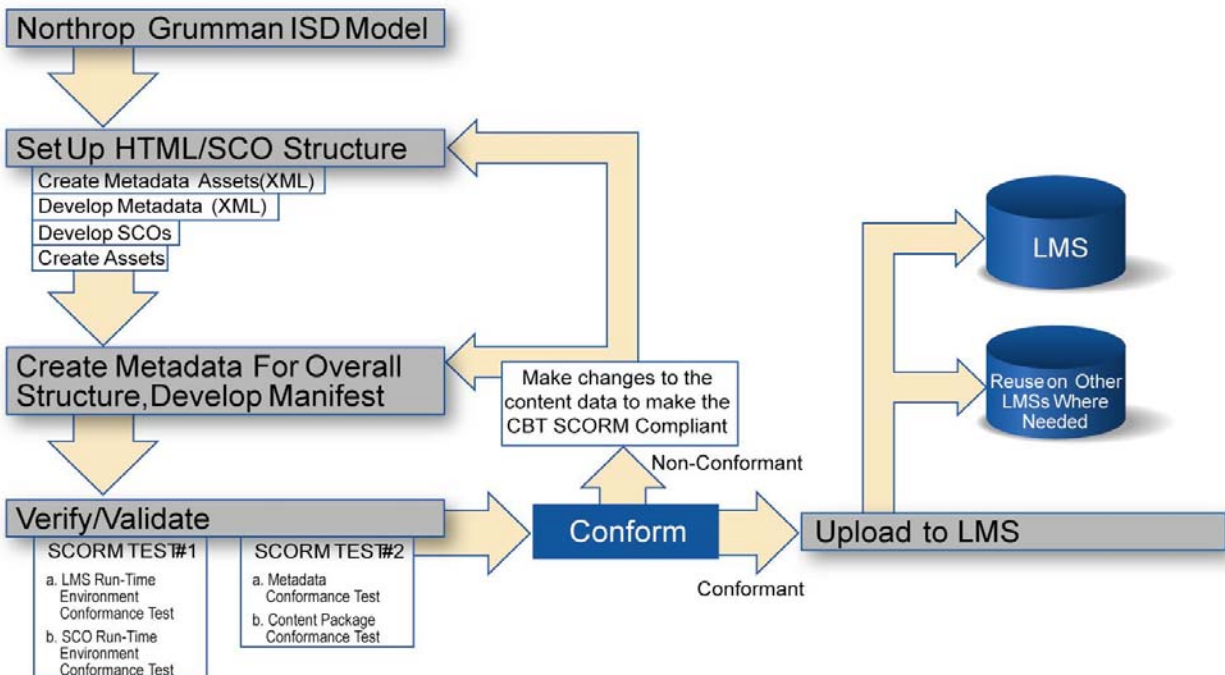 Northrop Grumman ISD Model
Set Up HTML/SCO Structure
Create Metadata Assets(XML)
Develop Metadata (XML)
Develop SCOs
Create Assets
Create Metadata For Overall
Structure,Develop Manifest
Make changes to the
content data to make the
CBT SCORM Compliant
Non-Conformant
Verify/Validate
SCORM TEST#1
a. LMS Run-Time
Environment
Conformance Test
b. SCO Run-Time
Environment
Conformance Test
SCORM TEST#2
a. Metadata
Conformance Test
b. Content Package
Conformance Test
Conform
Conformant
Upload to LMS
LMS
Reuse on Other
LMSs Where
Needed